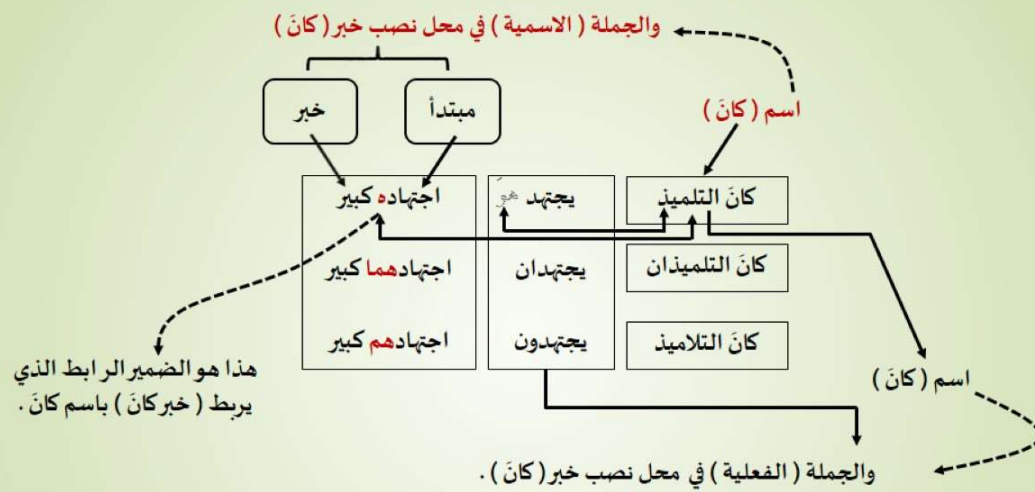 والجملة ( الاسمية ) في محل نصب خبر ( كانَ )
مبتدأ
خبر
اسم ( كانَ )
كانَ التلميذ
يجتهد هوَ
اجتهاده كبير
كانَ التلميذان
يجتهدان
اجتهادهما كبير
كانَ التلاميذ
يجتهدون
اجتهادهم كبير
هذا هو الضمير الرابط الذي
يربط ( خبر كانَ ) باسم كانَ .
اسم ( كانَ )
والجملة ( الفعلية ) في محل نصب خبر ( كانَ ) .